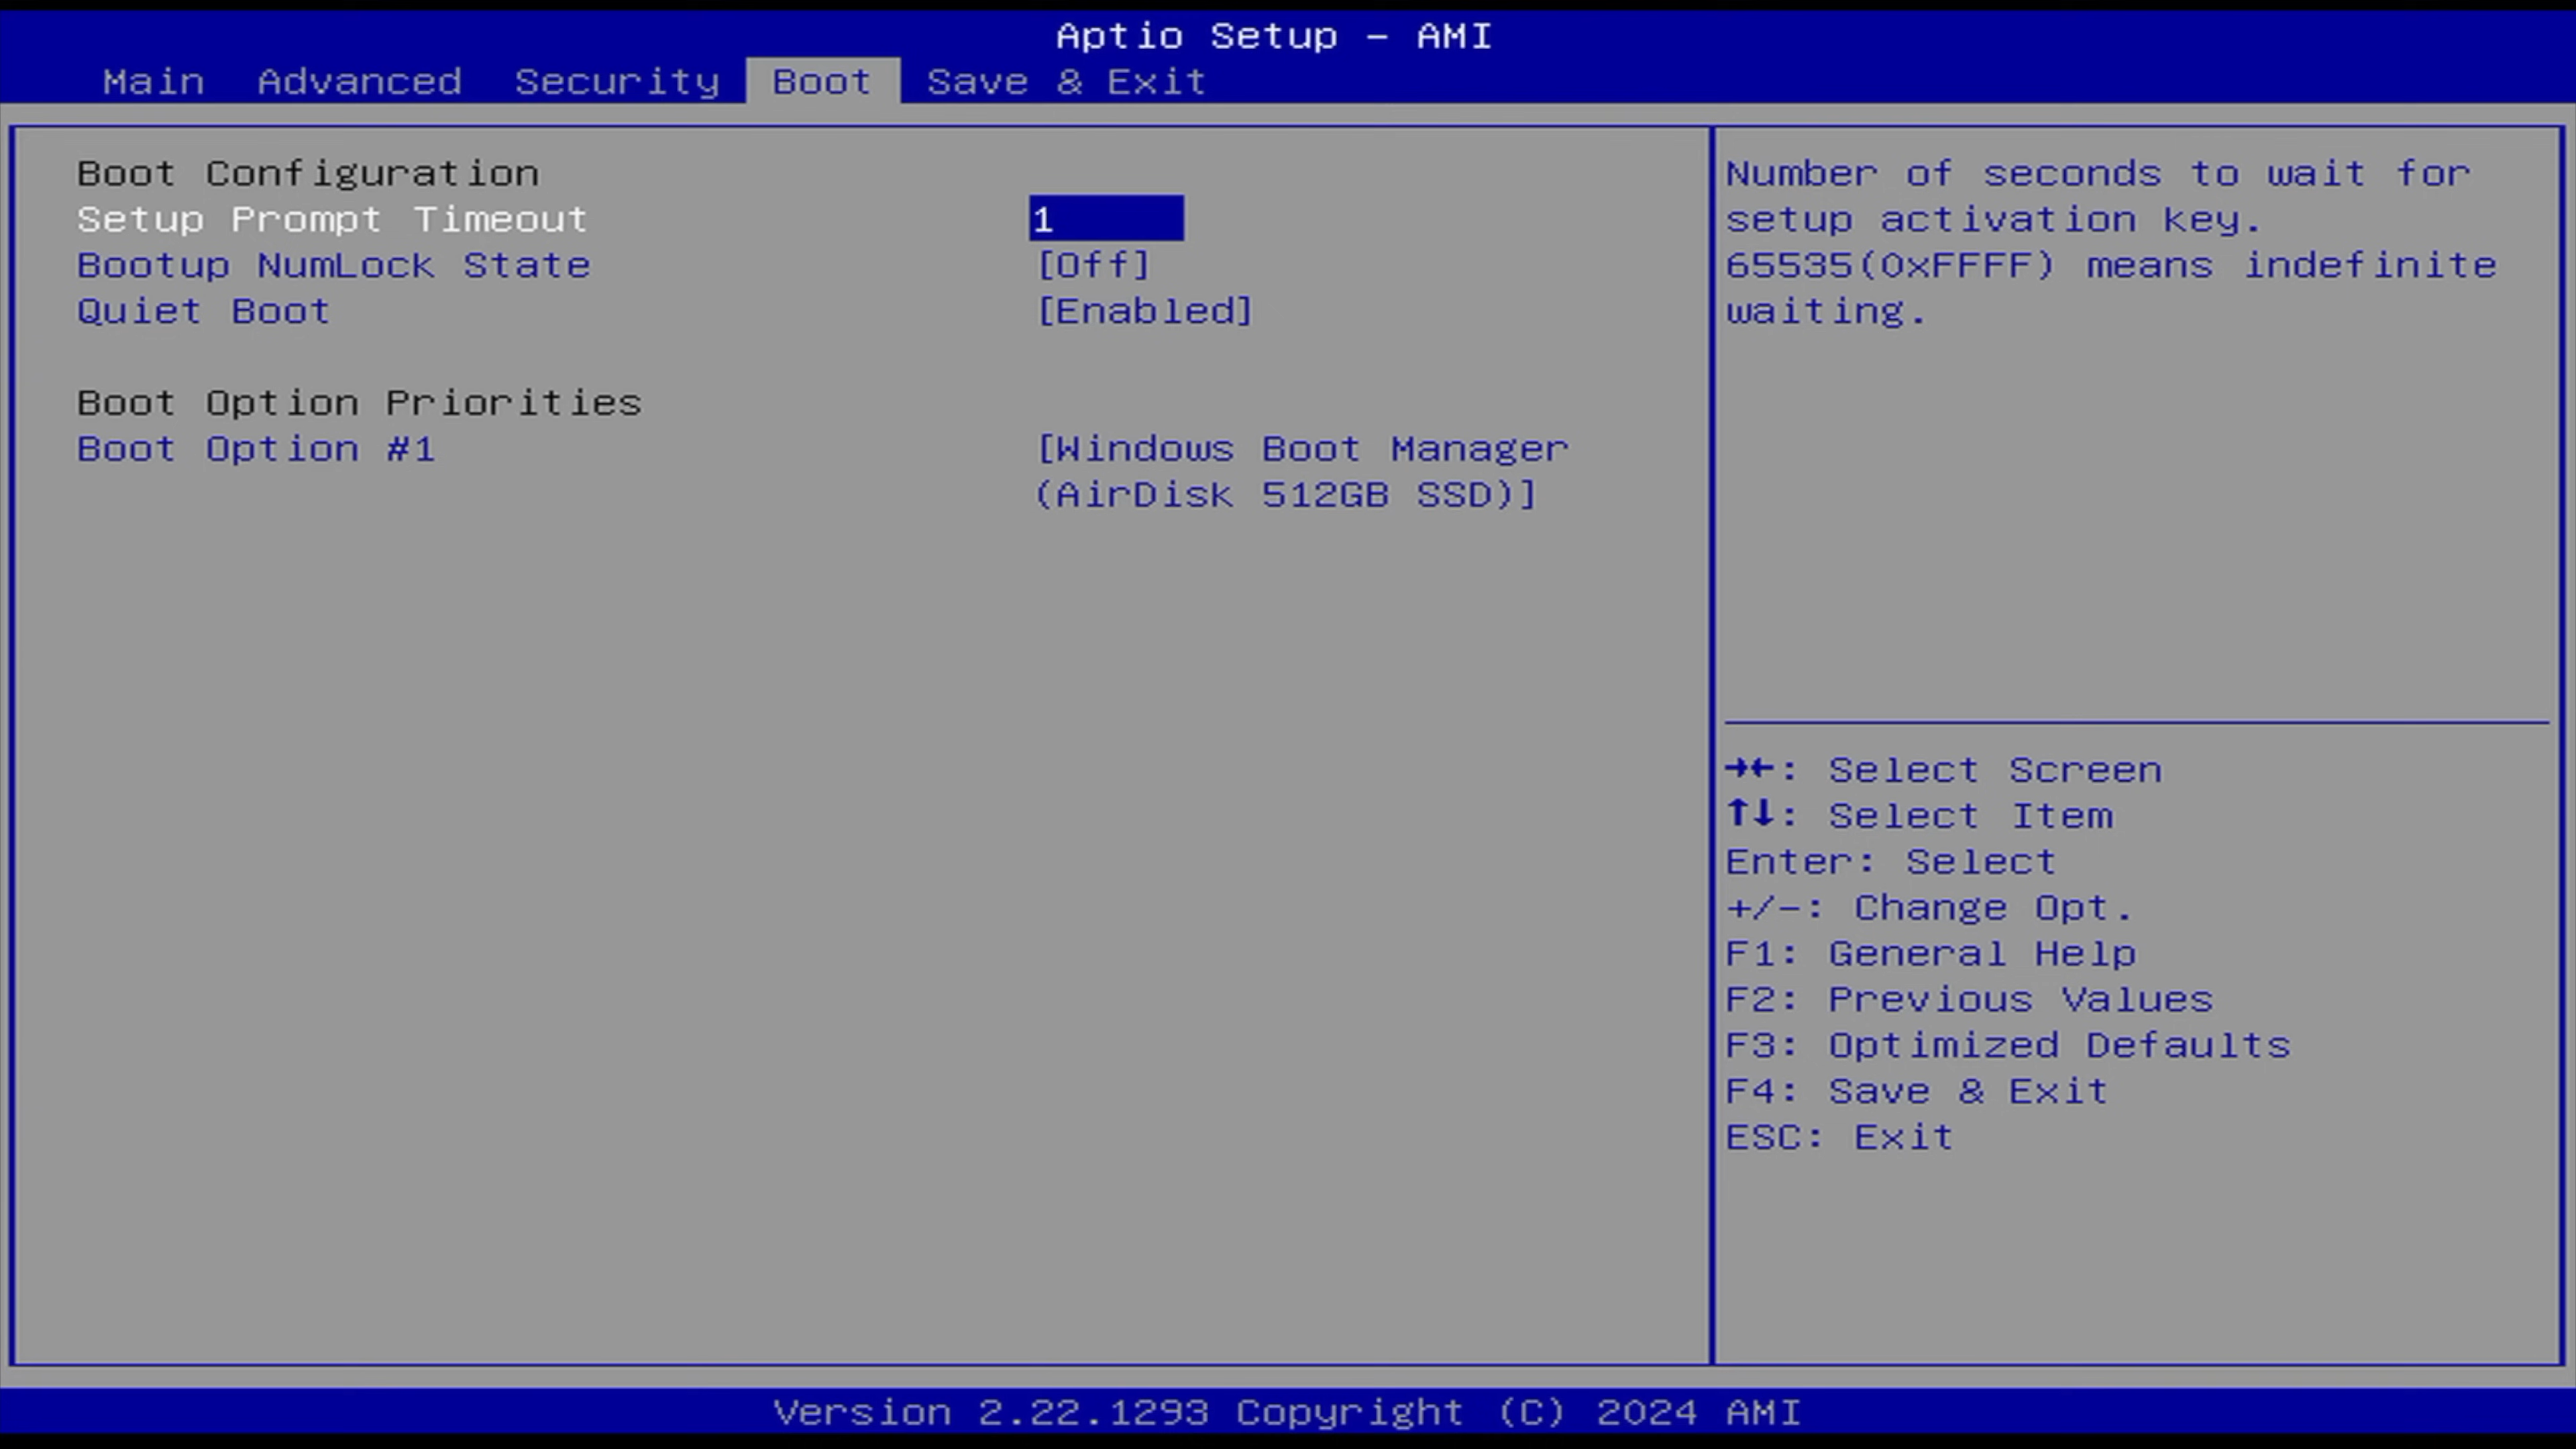 Aptio Setup - AMI
Main Advanced Security Boot Save & Exit
Boot Configuration
Setup Prompt Timeout 1
Bootup NumLock State [Off]
Quiet Boot [Enabled]
Boot Option Priorities
Boot Option #1 [Windows Boot Manager
(AirDisk 512GB SSD)]
Number of seconds to wait for
setup activation key.
65535(0xFFFF) means indefinite
waiting.
→←: Select Screen
↑↓: Select Item
Enter: Select
+/-: Change Opt.
F1: General Help
F2: Previous Values
F3: Optimized Defaults
F4: Save & Exit
ESC: Exit
Version 2.22.1293 Copyright (C) 2024 AMI